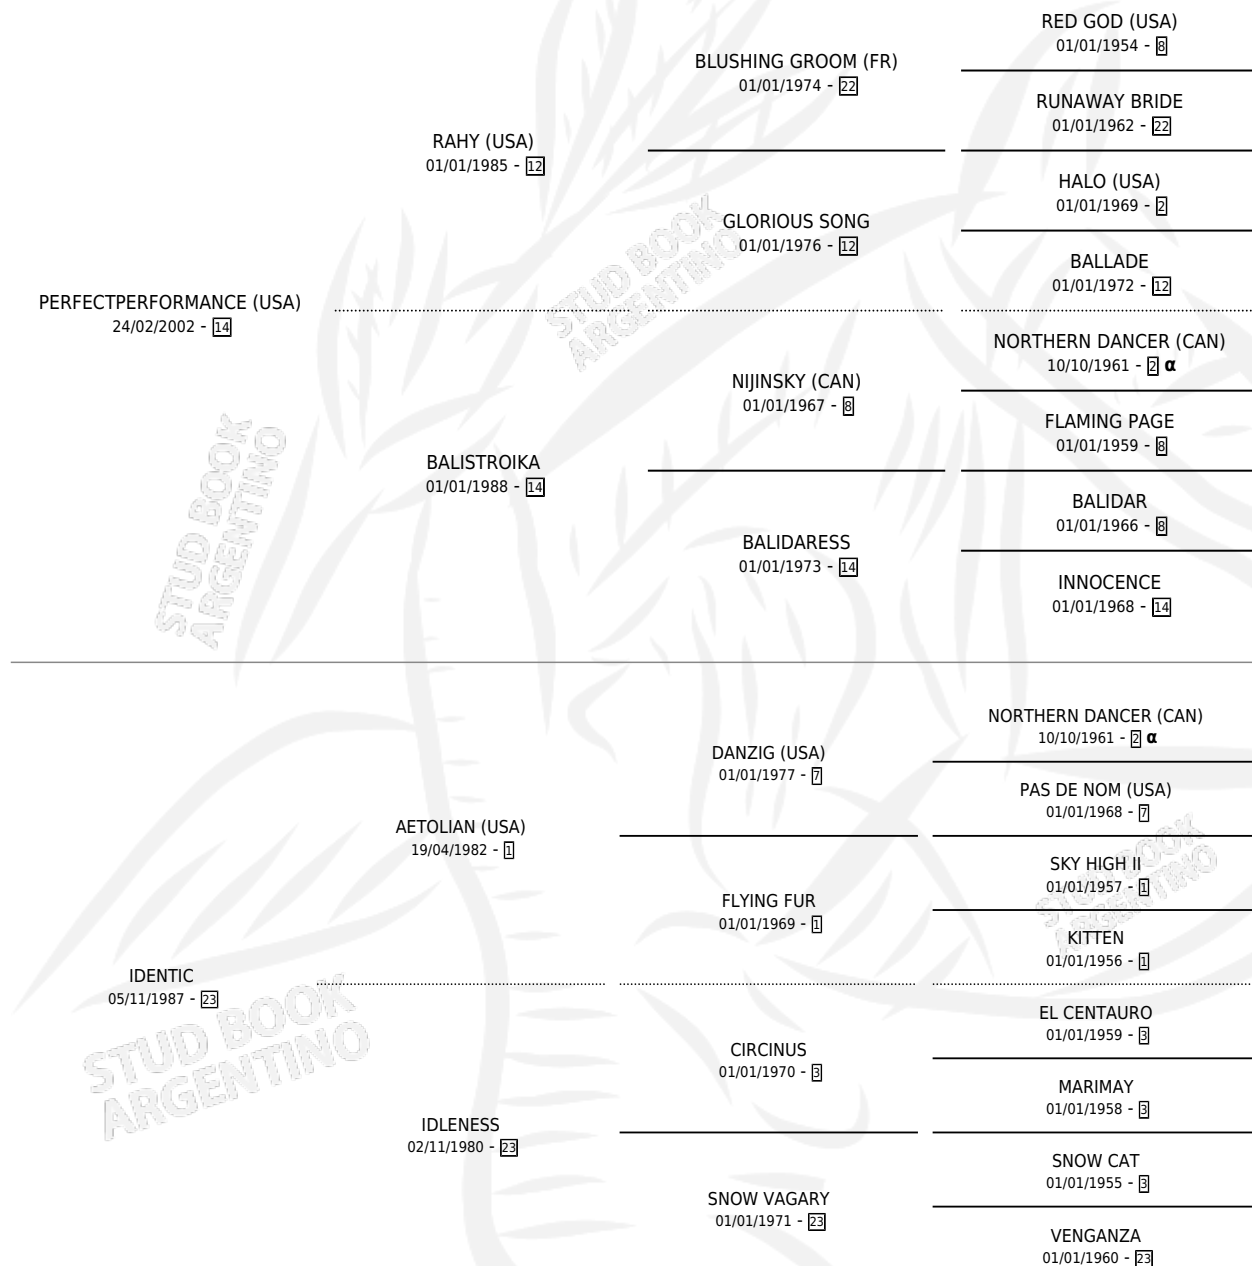 RED GOD (USA)
01/01/1954 - 8
BLUSHING GROOM (FR)
01/01/1974 - 22
RUNAWAY BRIDE
01/01/1962 - 22
RAHY (USA)
01/01/1985 - 12
HALO (USA)
01/01/1969 - 2
GLORIOUS SONG
01/01/1976 - 12
BALLADE
01/01/1972 - 12
PERFECTPERFORMANCE (USA)
24/02/2002 - 14
NORTHERN DANCER (CAN)
10/10/1961 - 2 α
NIJINSKY (CAN)
01/01/1967 - 8
FLAMING PAGE
01/01/1959 - 8
BALISTROIKA
01/01/1988 - 14
BALIDAR
01/01/1966 - 8
BALIDARESS
01/01/1973 - 14
INNOCENCE
01/01/1968 - 14
NORTHERN DANCER (CAN)
10/10/1961 - 2 α
DANZIG (USA)
01/01/1977 - 7
PAS DE NOM (USA)
01/01/1968 - 7
AETOLIAN (USA)
19/04/1982 - 1
SKY HIGH II
01/01/1957 - 1
FLYING FUR
01/01/1969 - 1
KITTEN
01/01/1956 - 1
IDENTIC
05/11/1987 - 23
EL CENTAURO
01/01/1959 - 3
CIRCINUS
01/01/1970 - 3
MARIMAY
01/01/1958 - 3
IDLENESS
02/11/1980 - 23
SNOW CAT
01/01/1955 - 3
SNOW VAGARY
01/01/1971 - 23
VENGANZA
01/01/1960 - 23
STUD BOOK
ARGENTINO
STUD BOOK
ARGENTINO
STUD BOOK
ARGENTINO
STUD BOOK
ARGENTINO